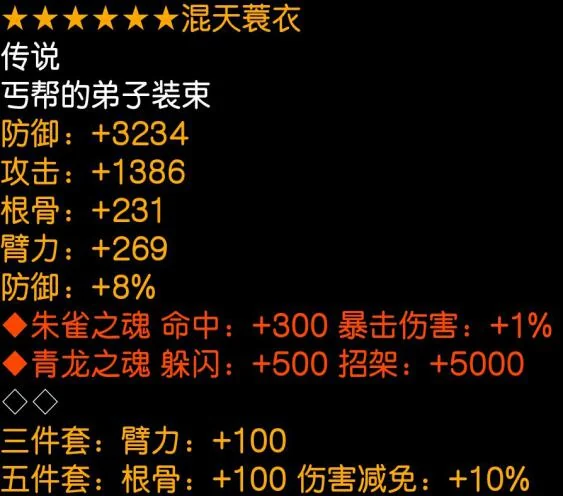 ★★★★★★混天蓑衣
传说
丐帮的弟子装束
防御：+3234
攻击：+1386
根骨：+231
臂力：+269
防御：+8%
◆朱雀之魂 命中：+300 暴击伤害：+1%
◆青龙之魂 躲闪：+500 招架：+5000
◇◇
三件套：臂力：+100
五件套：根骨：+100 伤害减免：+10%